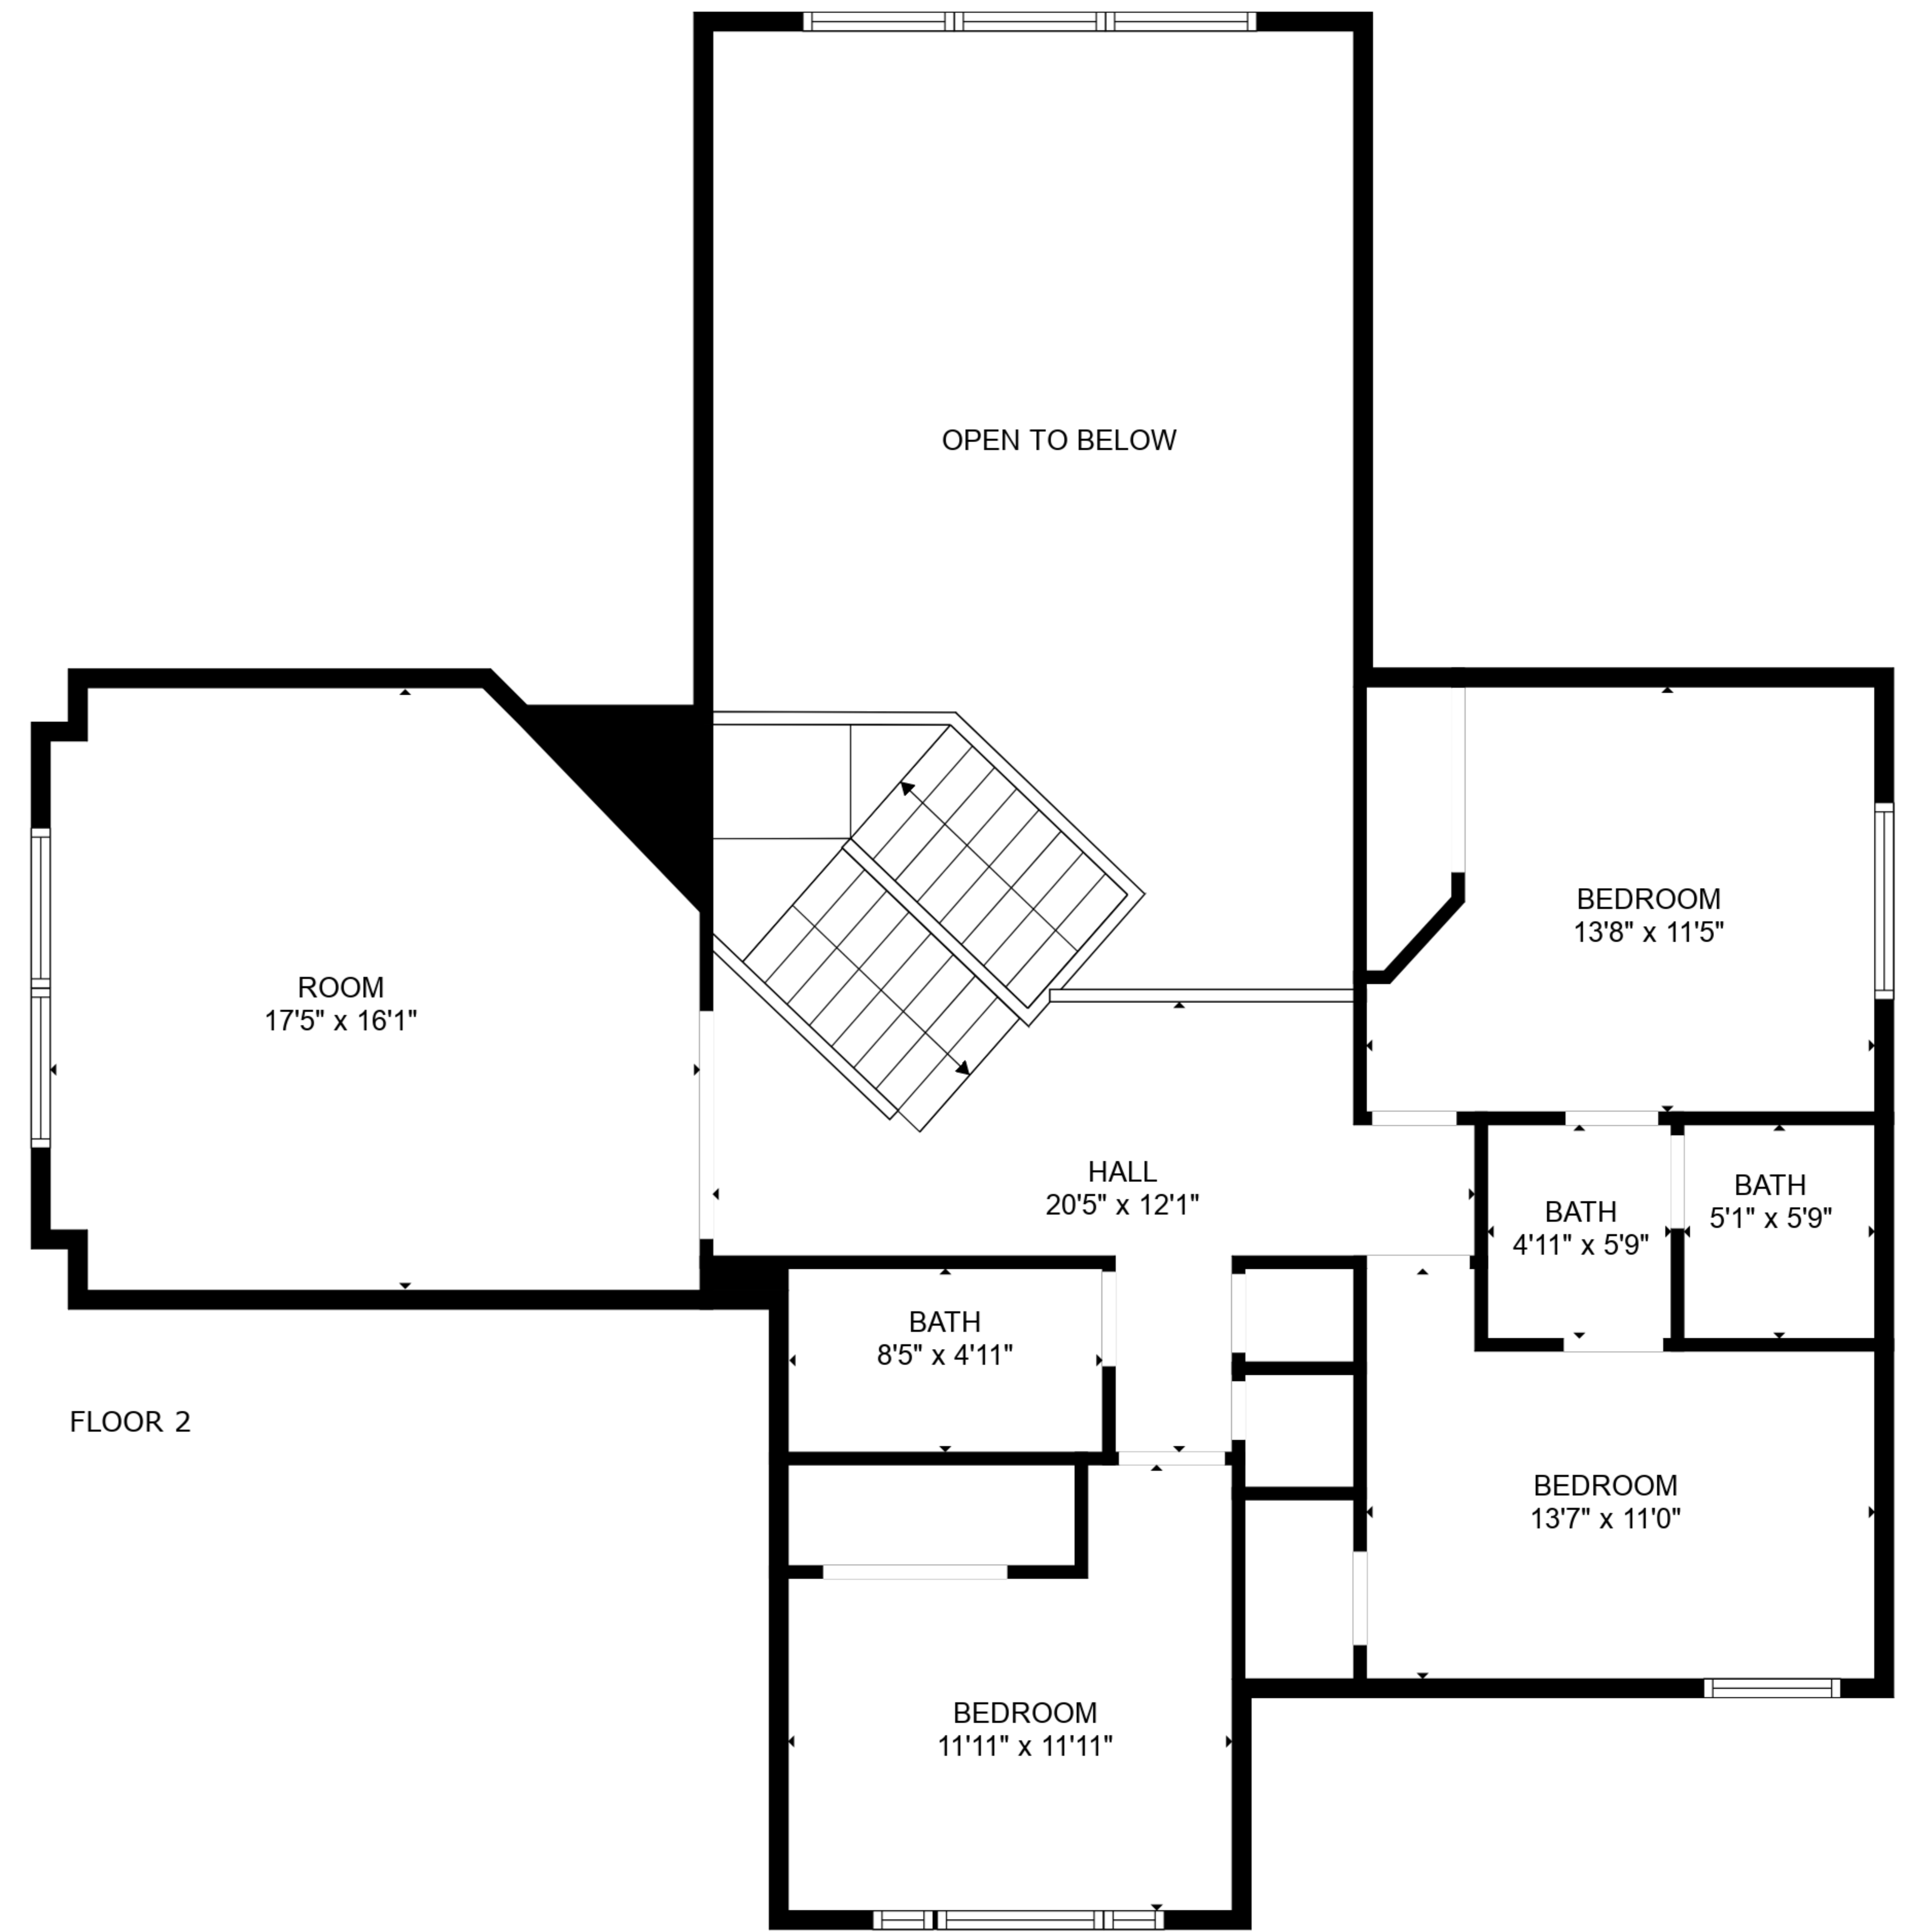 OPEN TO BELOW
BEDROOM
13'8" x 11'5"
ROOM
17'5" x 16'1"
HALL
20'5" x 12'1"
BATH
4'11" x 5'9"
BATH
5'1" x 5'9"
BATH
8'5" x 4'11"
FLOOR 2
BEDROOM
13'7" x 11'0"
BEDROOM
11'11" x 11'11"